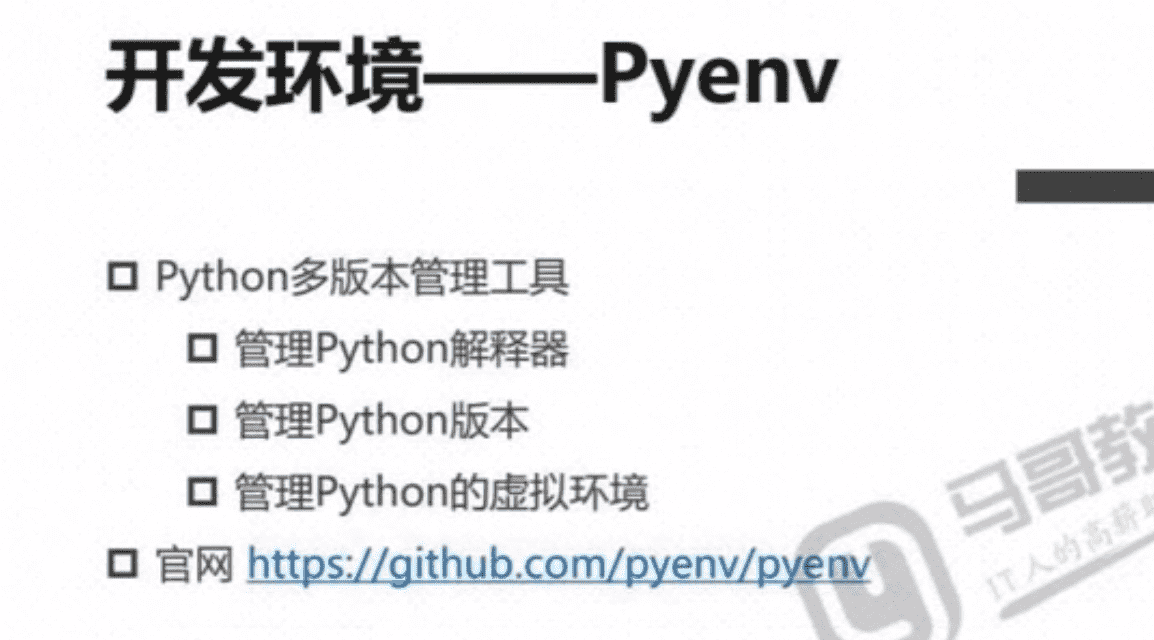 开发环境——Pyenv
Python多版本管理工具
管理Python解释器
管理Python版本
管理Python的虚拟环境
官网 https://github.com/pyenv/pyenv
马哥教
IT人的高薪